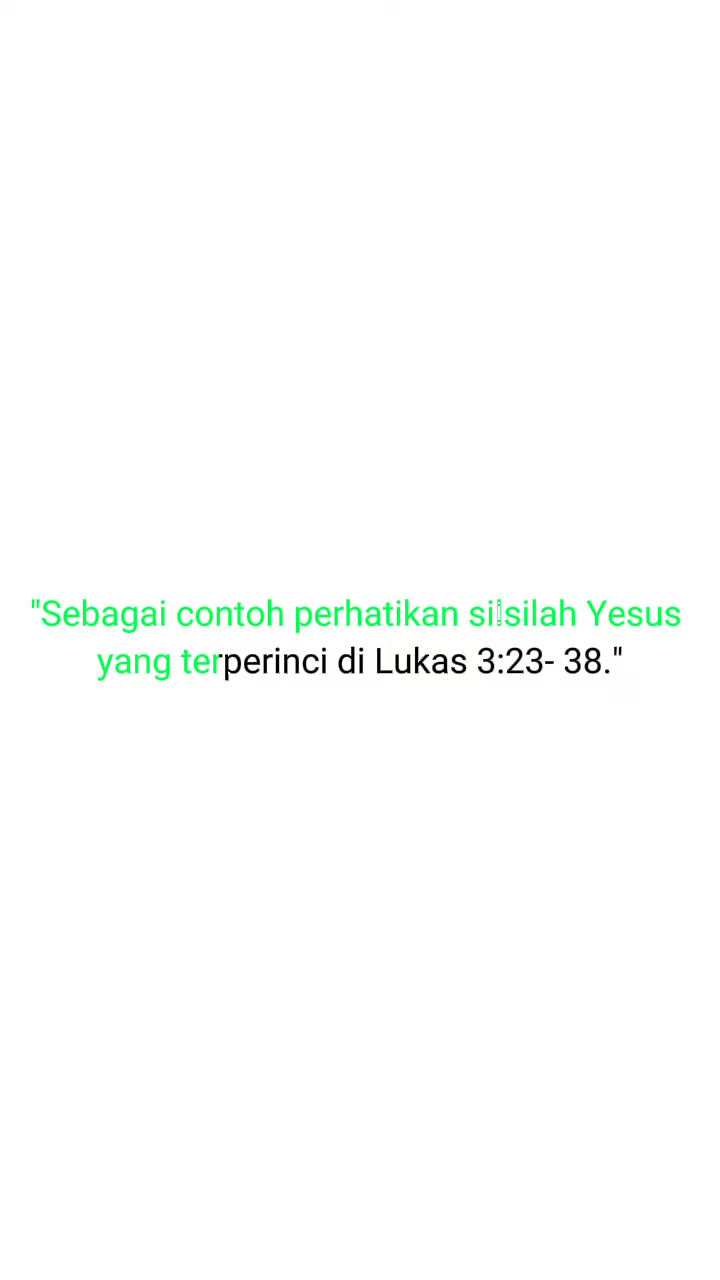 "Sebagai contoh perhatikan silsilah Yesus
yang terperinci di Lukas 3:23- 38."